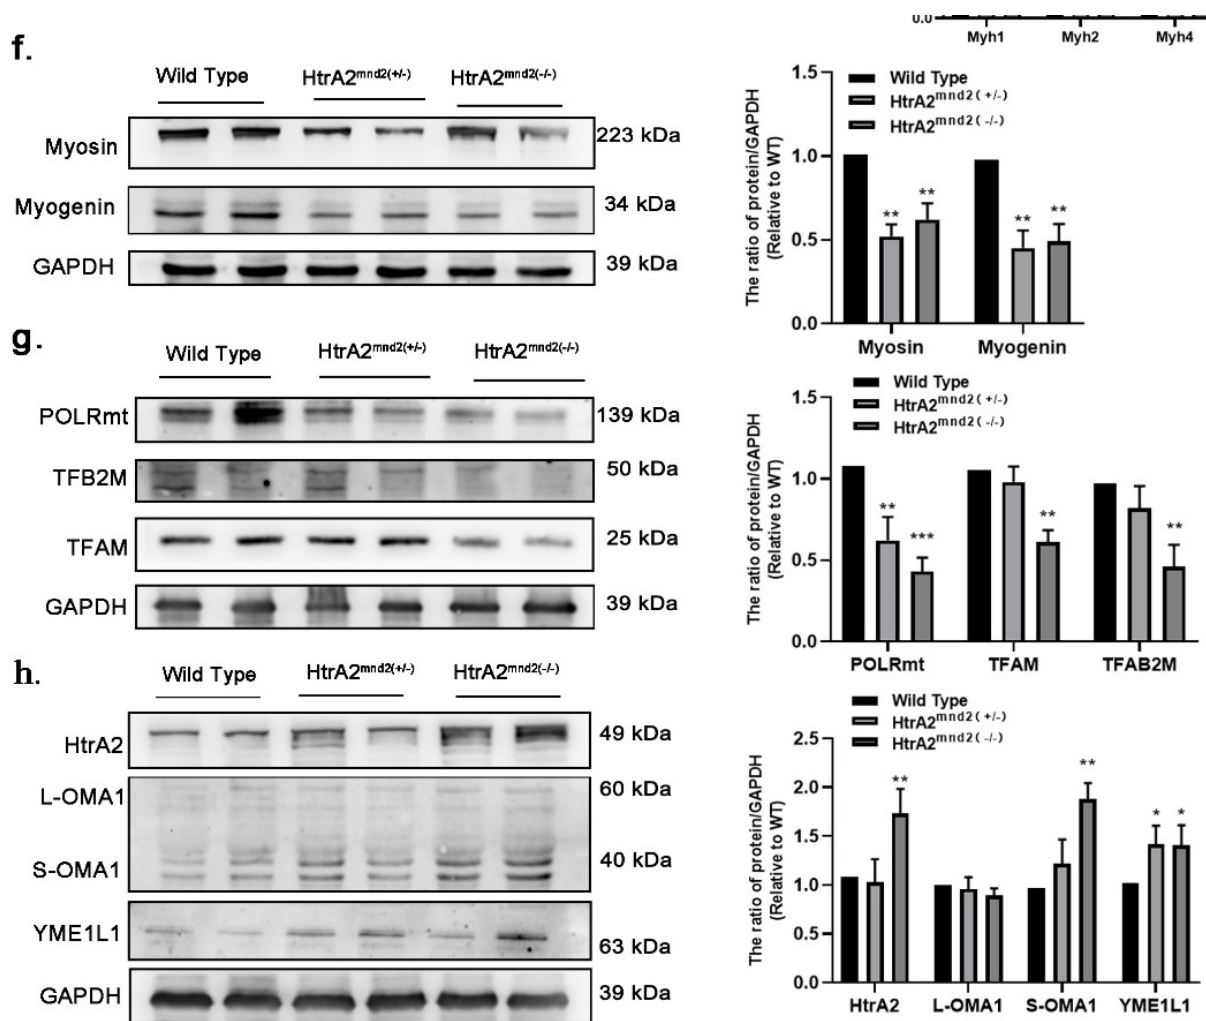 0.0
Myh1 Myh2 Myh4
f.
Wild Type HtrA2mnd2(+/-) HtrA2mnd2(-/-)
Myosin 223 kDa
Myogenin 34 kDa
GAPDH 39 kDa
Wild Type
HtrA2mnd2( +/-)
HtrA2mnd2( -/-)
The ratio of protein/GAPDH
(Relative to WT)
1.5
1.0
0.5
0.0
** ** ** **
Myosin Myogenin
g.
Wild Type HtrA2mnd2(+/-) HtrA2mnd2(-/-)
POLRmt 139 kDa
TFB2M 50 kDa
TFAM 25 kDa
GAPDH 39 kDa
Wild Type
HtrA2mnd2( +/-)
HtrA2mnd2( -/-)
The ratio of protein/GAPDH
(Relative to WT)
1.5
1.0
0.5
0.0
** *** ** **
POLRmt TFAM TFAB2M
h.
Wild Type HtrA2mnd2(+/-) HtrA2mnd2(-/-)
HtrA2 49 kDa
L-OMA1 60 kDa
S-OMA1 40 kDa
YME1L1 63 kDa
GAPDH 39 kDa
Wild Type
HtrA2mnd2( +/-)
HtrA2mnd2( -/-)
The ratio of protein/GAPDH
(Relative to WT)
2.5
2.0
1.5
1.0
0.5
0.0
** ** * *
HtrA2 L-OMA1 S-OMA1 YME1L1